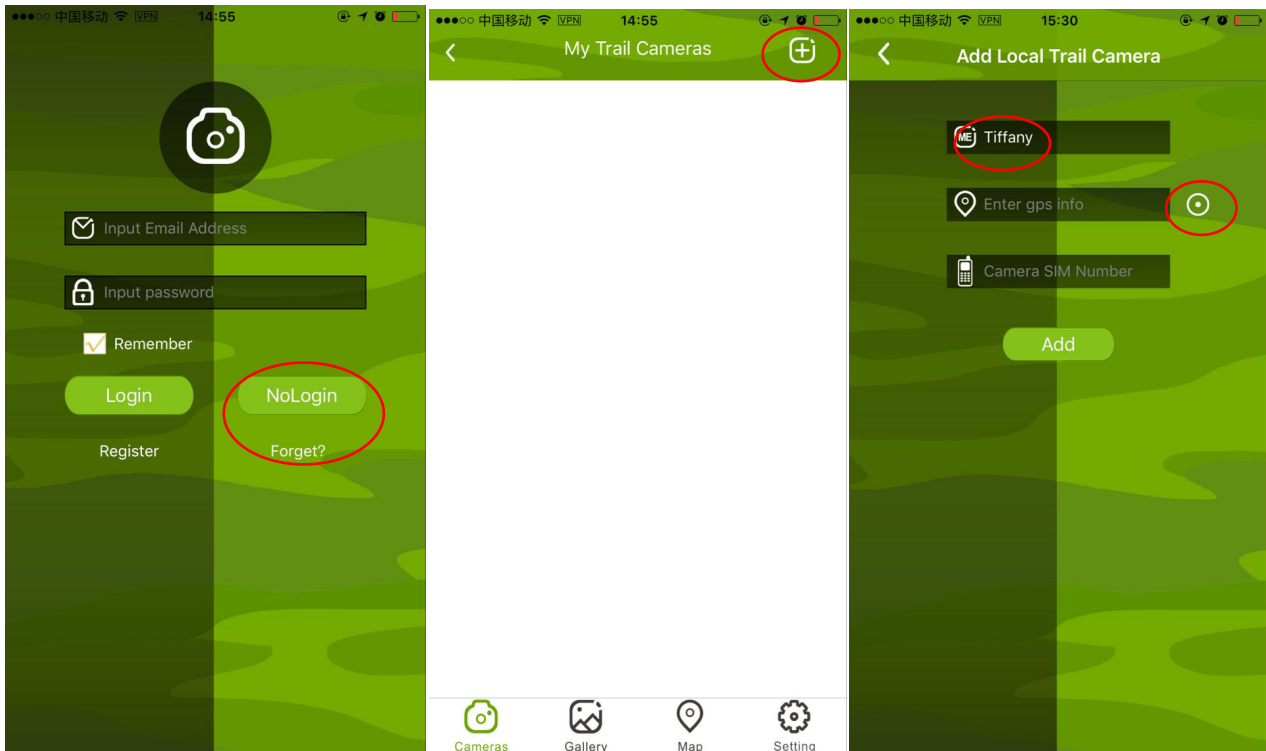 中国移动 VPN 14:55
Input Email Address
Input password
Remember
Login NoLogin
Register Forget?
中国移动 VPN 14:55
My Trail Cameras
Cameras Gallery Map Setting
中国移动 VPN 15:30
Add Local Trail Camera
ME Tiffany
Enter gps info
Camera SIM Number
Add